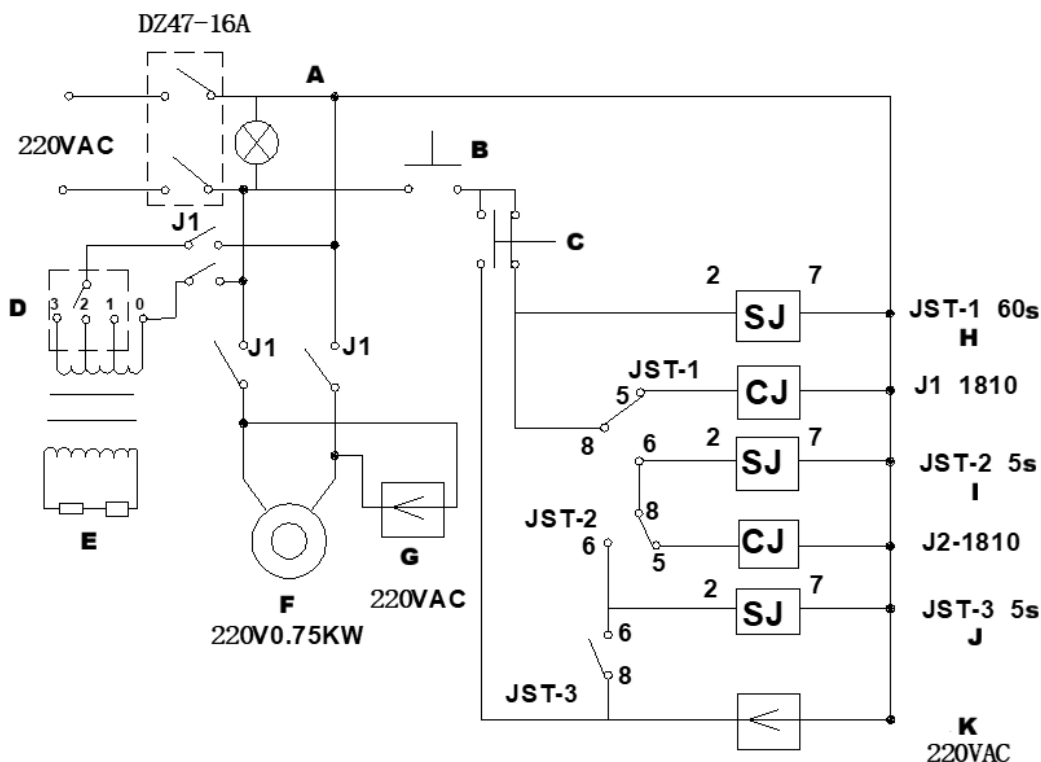 DZ47-16A
A
220VAC
B
J1
C
D
3 2 1 0
2 7
SJ
JST-1 60s
H
J1 J1
JST-1
5
8
CJ
J1 1810
6
2 7
SJ
JST-2 5s
I
E
F
220V0.75KW
G
220VAC
JST-2
8
6
5
CJ
J2-1810
2 7
SJ
JST-3 5s
J
6
8
JST-3
K
220VAC